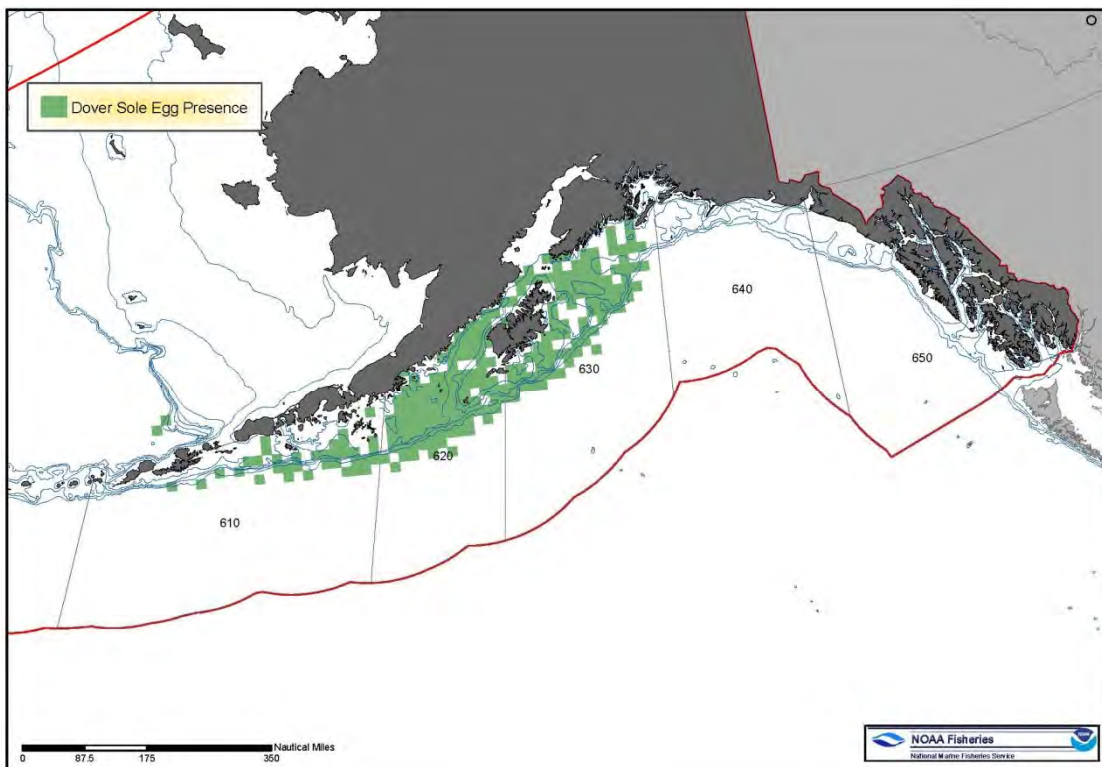 Dover Sole Egg Presence
640
650
630
620
610
Nautical Miles
0 87.5 175 350
NOAA Fisheries
National Marine Fisheries Service